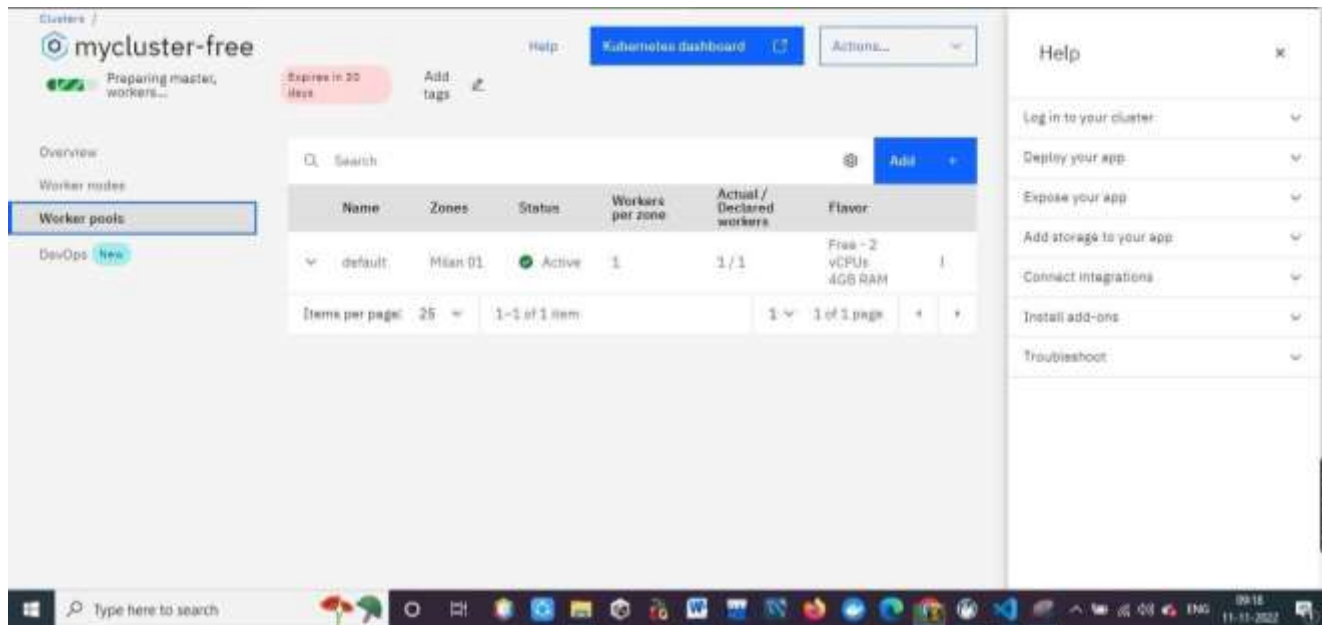 Clusters /
mycluster-free
Help
Kubernetes dashboard
Actions...
Preparing master,
workers...
Expires in 30
days
Add
tags
Overview
Worker nodes
Worker pools
DevOps New
Search
Add +
Name Zones Status Workers
per zone Actual /
Declared
workers Flavor
default Milan 01 Active 1 1 / 1 Free - 2
vCPUs
4GB RAM
Items per page: 25 1–1 of 1 item 1 1 of 1 page
Help
Log in to your cluster
Deploy your app
Expose your app
Add storage to your app
Connect integrations
Install add-ons
Troubleshoot
Type here to search
ENG
09:18
11-11-2022